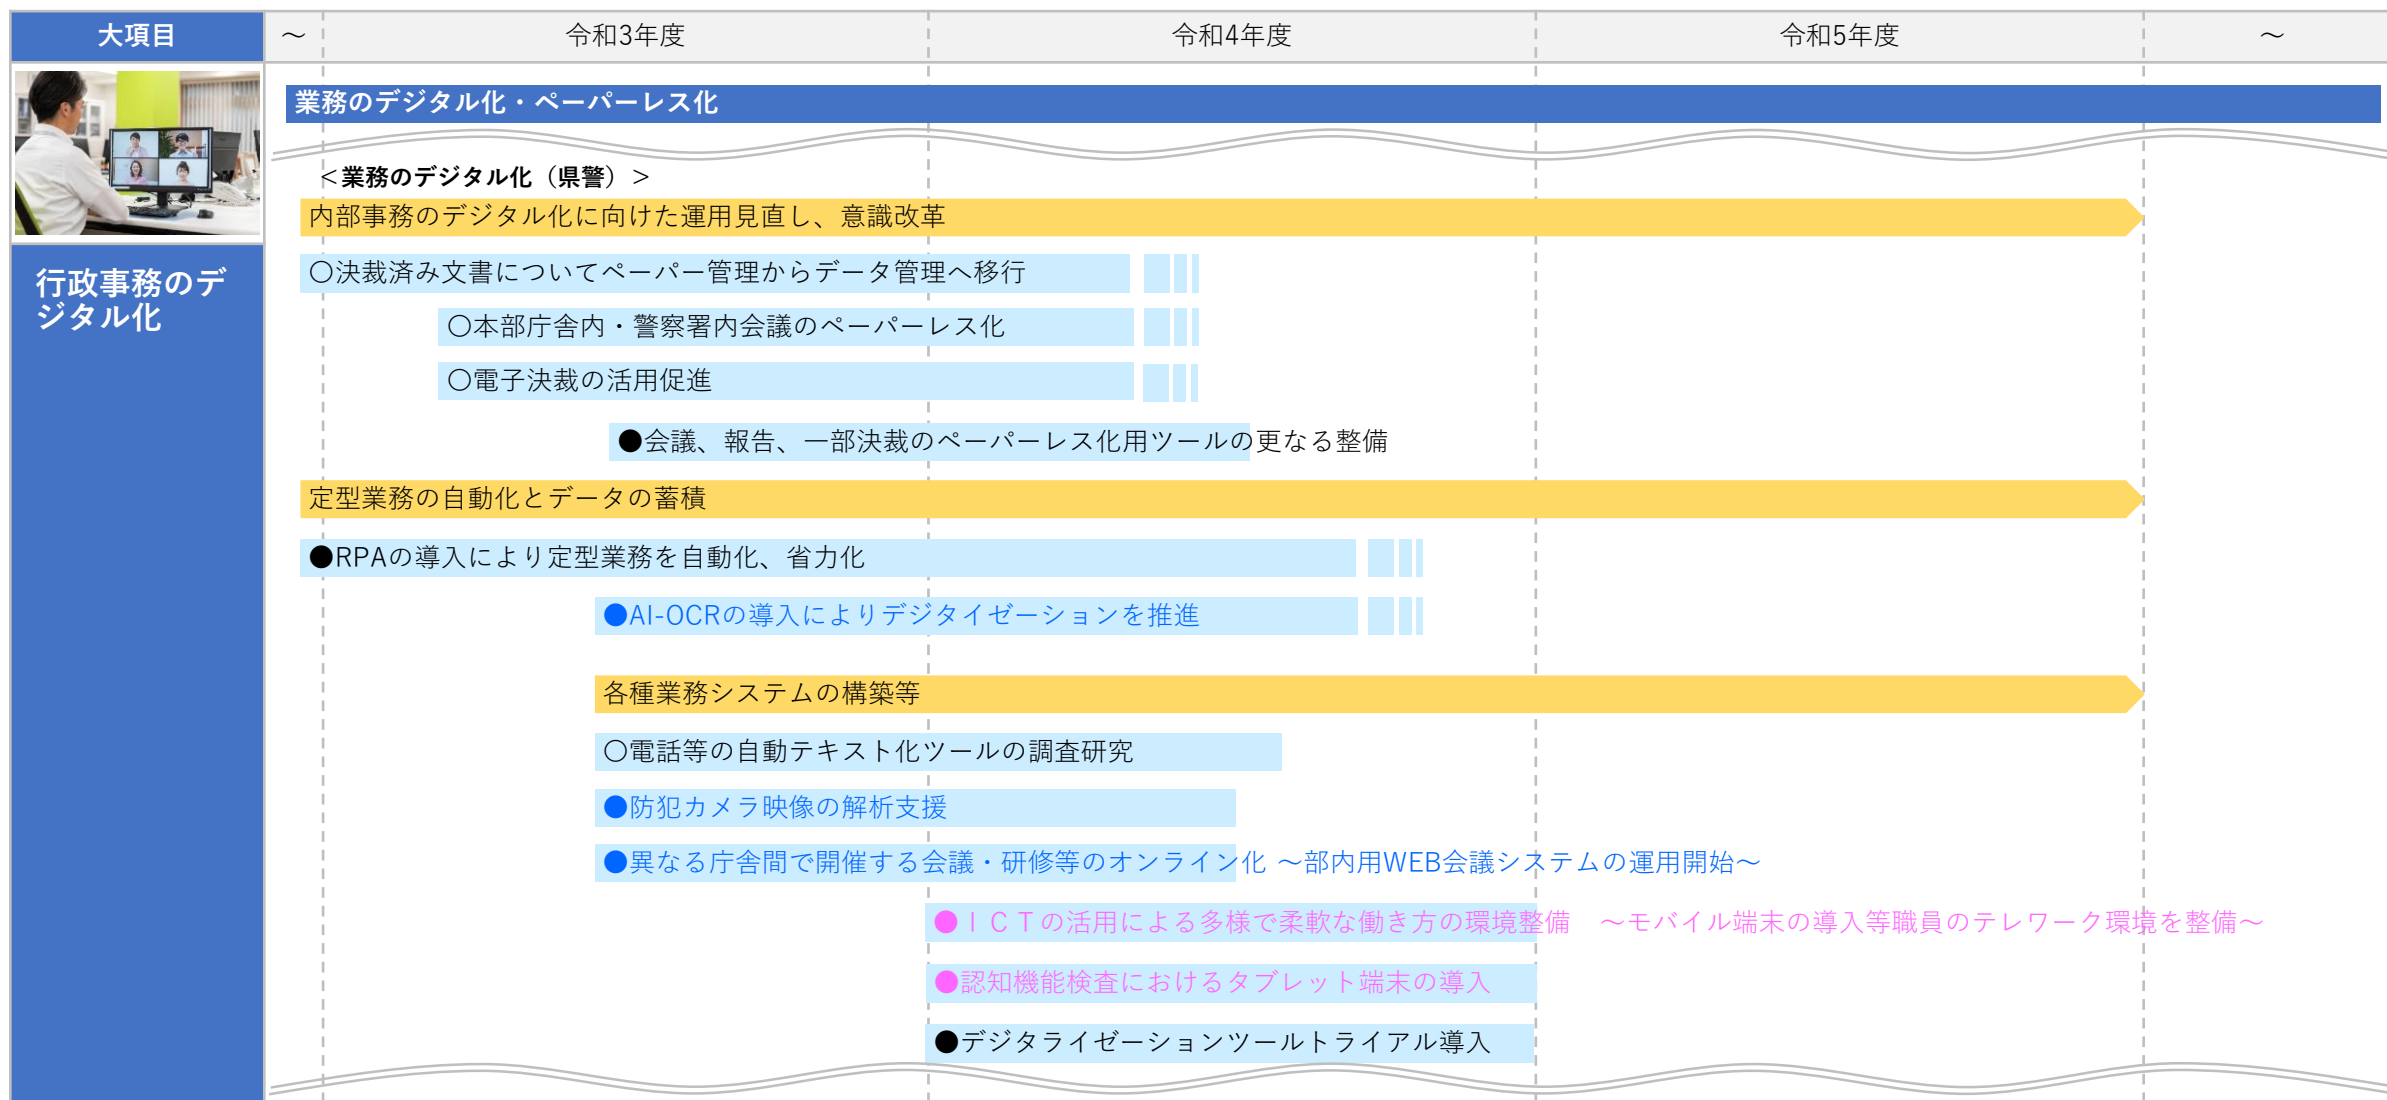 大項目
～
令和3年度
令和4年度
令和5年度
～
業務のデジタル化・ペーパーレス化
＜業務のデジタル化（県警）＞
内部事務のデジタル化に向けた運用見直し、意識改革
行政事務のデ
ジタル化
〇決裁済み文書についてペーパー管理からデータ管理へ移行
〇本部庁舎内・警察署内会議のペーパーレス化
〇電子決裁の活用促進
●会議、報告、一部決裁のペーパーレス化用ツールの更なる整備
定型業務の自動化とデータの蓄積
●RPAの導入により定型業務を自動化、省力化
●AI-OCRの導入によりデジタイゼーションを推進
各種業務システムの構築等
〇電話等の自動テキスト化ツールの調査研究
●防犯カメラ映像の解析支援
●異なる庁舎間で開催する会議・研修等のオンライン化 ～部内用WEB会議システムの運用開始～
●ＩＣＴの活用による多様で柔軟な働き方の環境整備　～モバイル端末の導入等職員のテレワーク環境を整備～
●認知機能検査におけるタブレット端末の導入
●デジタライゼーションツールトライアル導入